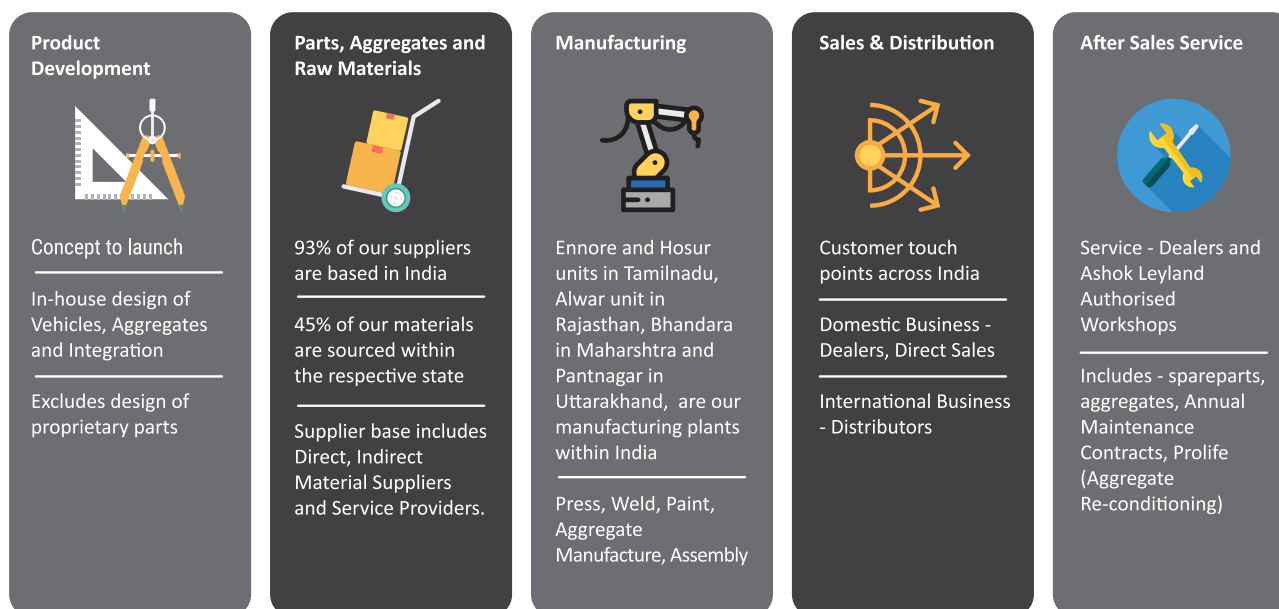 Product
Development
Concept to launch
In-house design of
Vehicles, Aggregates
and Integration
Excludes design of
proprietary parts
Parts, Aggregates and
Raw Materials
93% of our suppliers
are based in India
45% of our materials
are sourced within
the respective state
Supplier base includes
Direct, Indirect
Material Suppliers
and Service Providers.
Manufacturing
Ennore and Hosur
units in Tamilnadu,
Alwar unit in
Rajasthan, Bhandara
in Maharshtra and
Pantnagar in
Uttarakhand, are our
manufacturing plants
within India
Press, Weld, Paint,
Aggregate
Manufacture, Assembly
Sales & Distribution
Customer touch
points across India
Domestic Business -
Dealers, Direct Sales
International Business
- Distributors
After Sales Service
Service - Dealers and
Ashok Leyland
Authorised
Workshops
Includes - spareparts,
aggregates, Annual
Maintenance
Contracts, Prolife
(Aggregate
Re-conditioning)